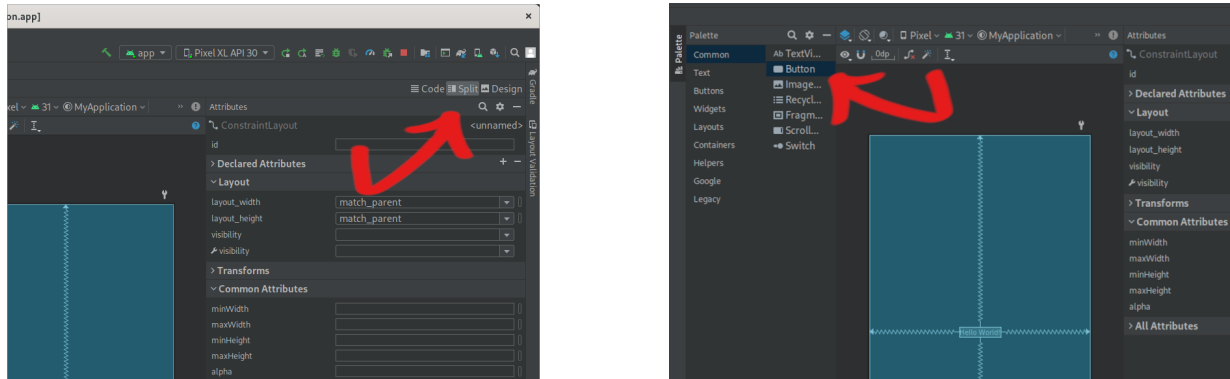 on.app]
app
Pixel XL API 30
Code Split Design
xel 31 MyApplication
Attributes
ConstraintLayout <unnamed>
id
Declared Attributes
Layout
layout_width match_parent
layout_height match_parent
visibility
visibility
Transforms
Common Attributes
minWidth
maxWidth
minHeight
maxHeight
alpha
Gradle
Layout Validation
Palette
Palette
Common
Text
Buttons
Widgets
Layouts
Containers
Helpers
Google
Legacy
Ab TextVi...
Button
Image...
Recycl...
Fragm...
Scroll...
Switch
Pixel 31 MyApplication
0dp
Hello World!
Attributes
ConstraintLayout
id
Declared Attributes
Layout
layout_width
layout_height
visibility
visibility
Transforms
Common Attributes
minWidth
maxWidth
minHeight
maxHeight
alpha
All Attributes